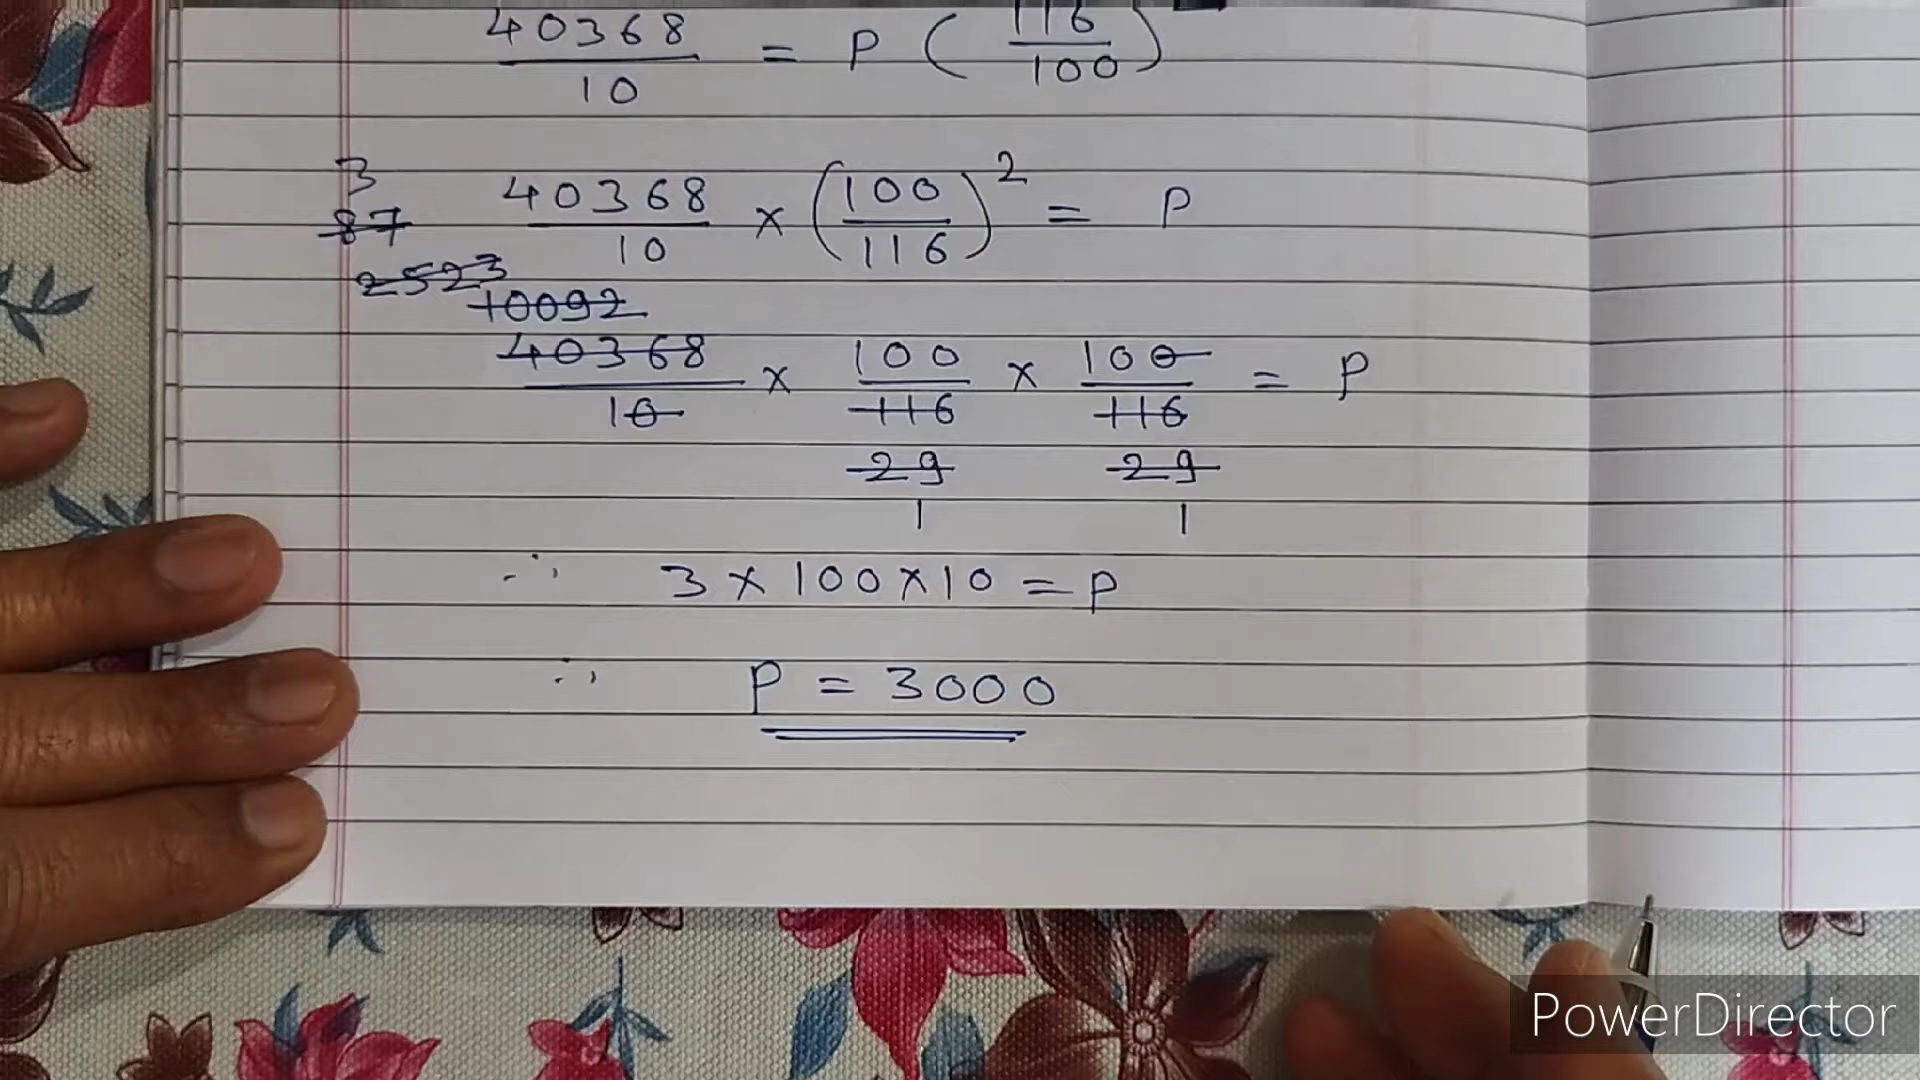 40368/10 = P (116/100)
3
87
40368/10 × (100/116)² = P
2523
10092
40368/10 × 100/116 × 100/116 = P
29 29
1 1
∴ 3 × 100 × 10 = P
∴ P = 3000
PowerDirector